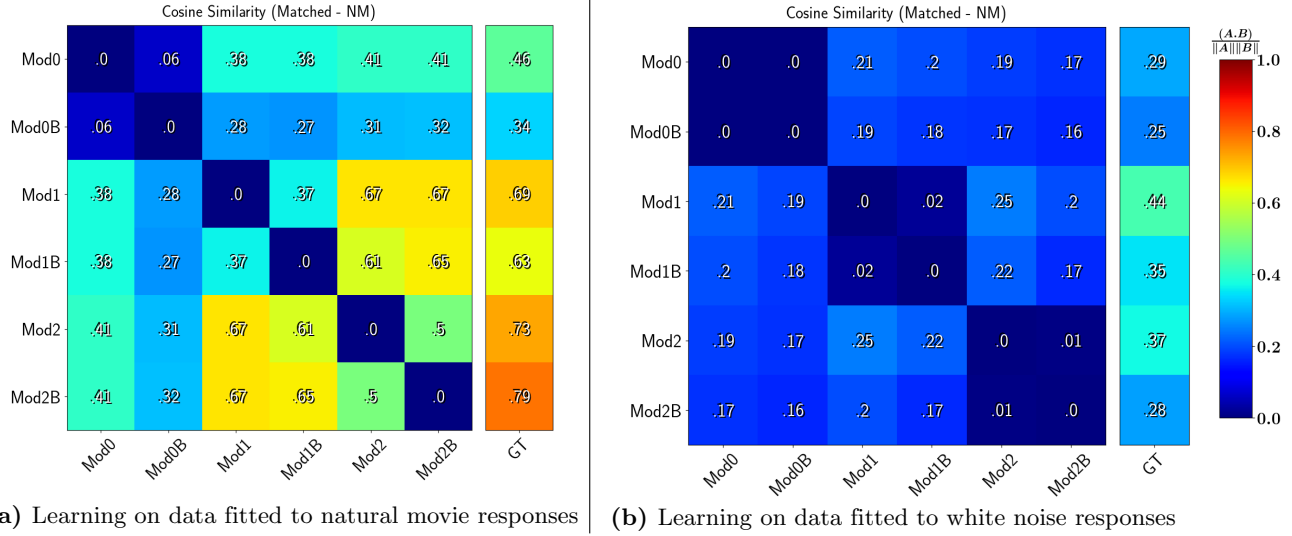 Cosine Similarity (Matched - NM)
Mod0 .0 .06 .38 .38 .41 .41 .46
Mod0B .06 .0 .28 .27 .31 .32 .34
Mod1 .38 .28 .0 .37 .67 .67 .69
Mod1B .38 .27 .37 .0 .61 .65 .63
Mod2 .41 .31 .67 .61 .0 .5 .73
Mod2B .41 .32 .67 .65 .5 .0 .79
Mod0 Mod0B Mod1 Mod1B Mod2 Mod2B GT
a) Learning on data fitted to natural movie responses
Cosine Similarity (Matched - NM)
Mod0 .0 .0 .21 .2 .19 .17 .29
Mod0B .0 .0 .19 .18 .17 .16 .25
Mod1 .21 .19 .0 .02 .25 .2 .44
Mod1B .2 .18 .02 .0 .22 .17 .35
Mod2 .19 .17 .25 .22 .0 .01 .37
Mod2B .17 .16 .2 .17 .01 .0 .28
Mod0 Mod0B Mod1 Mod1B Mod2 Mod2B GT
(b) Learning on data fitted to white noise responses
(A.B)
∥A∥∥B∥
1.0
0.8
0.6
0.4
0.2
0.0